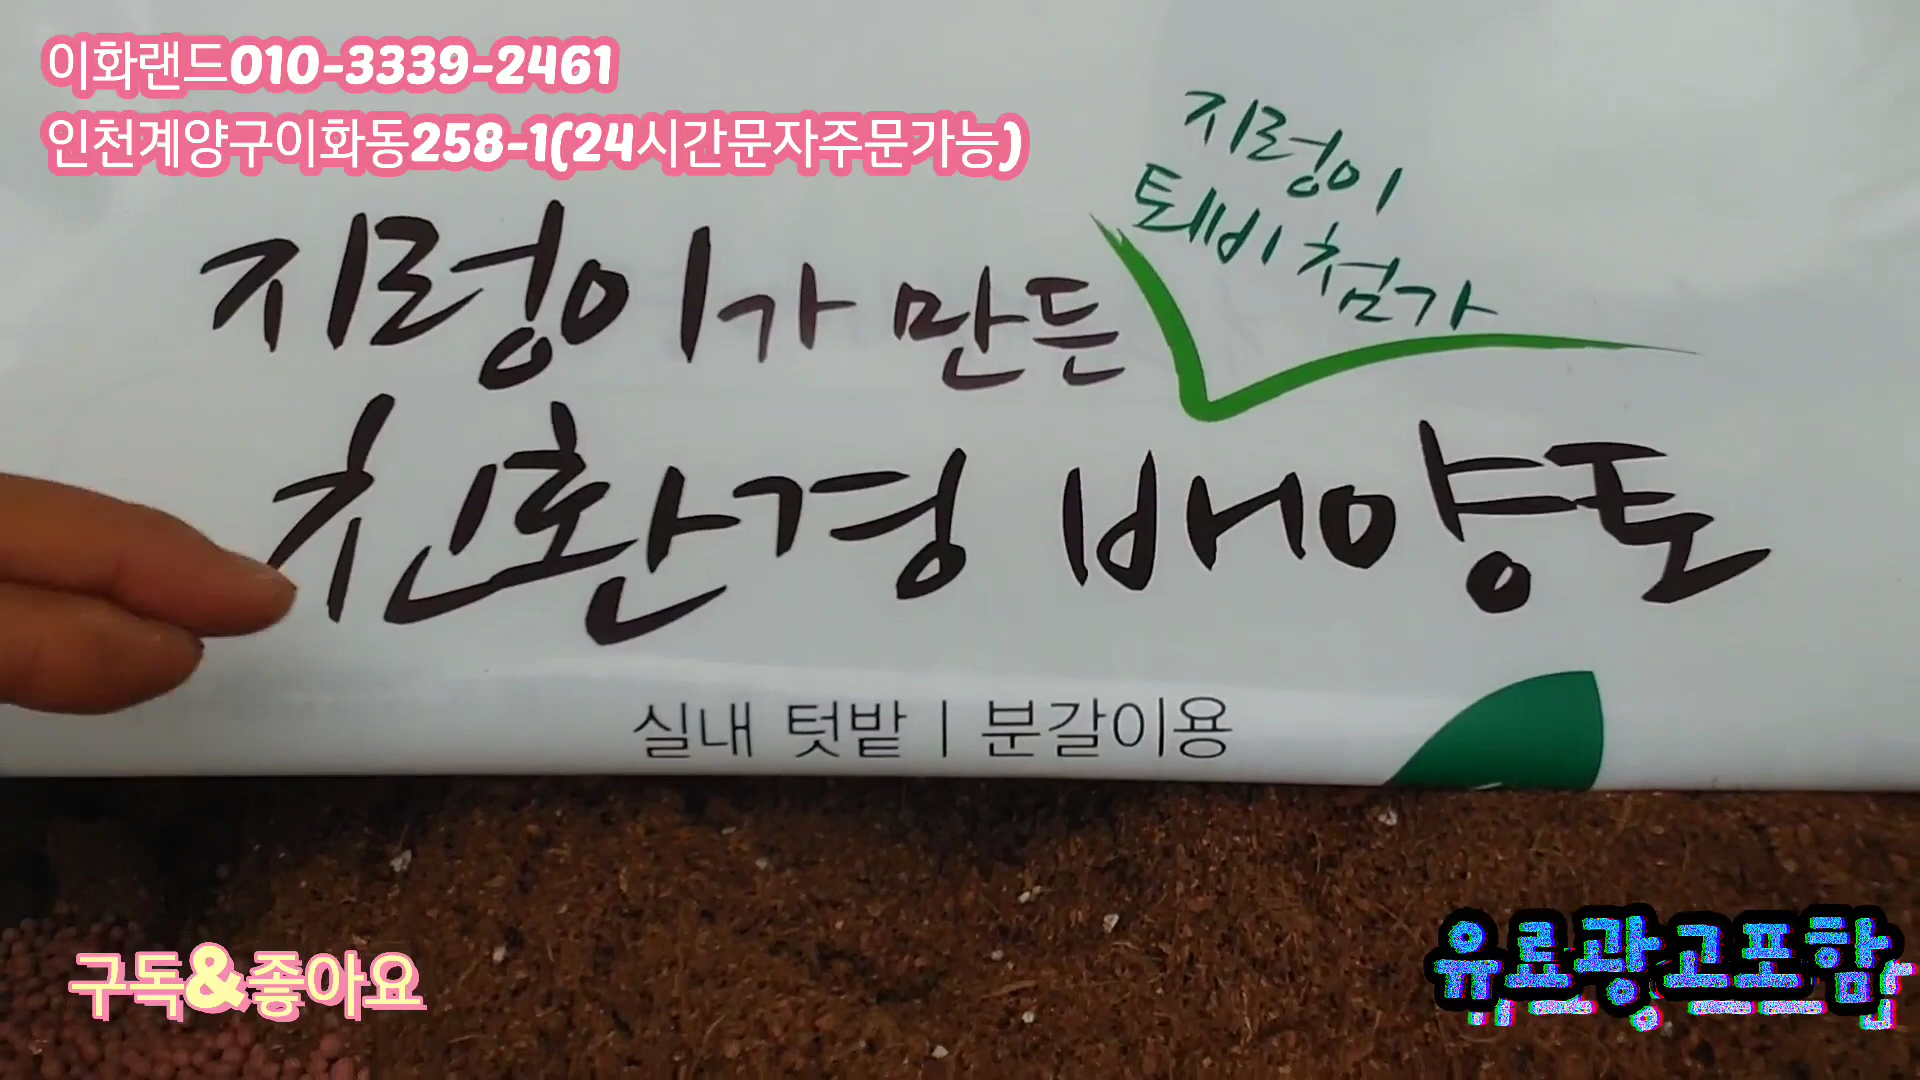 이화랜드010-3339-2461
인천계양구이화동258-1(24시간문자주문가능)
지렁이
퇴비 첨가
지렁이가 만든
친환경 배양토
실내 텃밭 | 분갈이용
구독&좋아요
유료광고포함